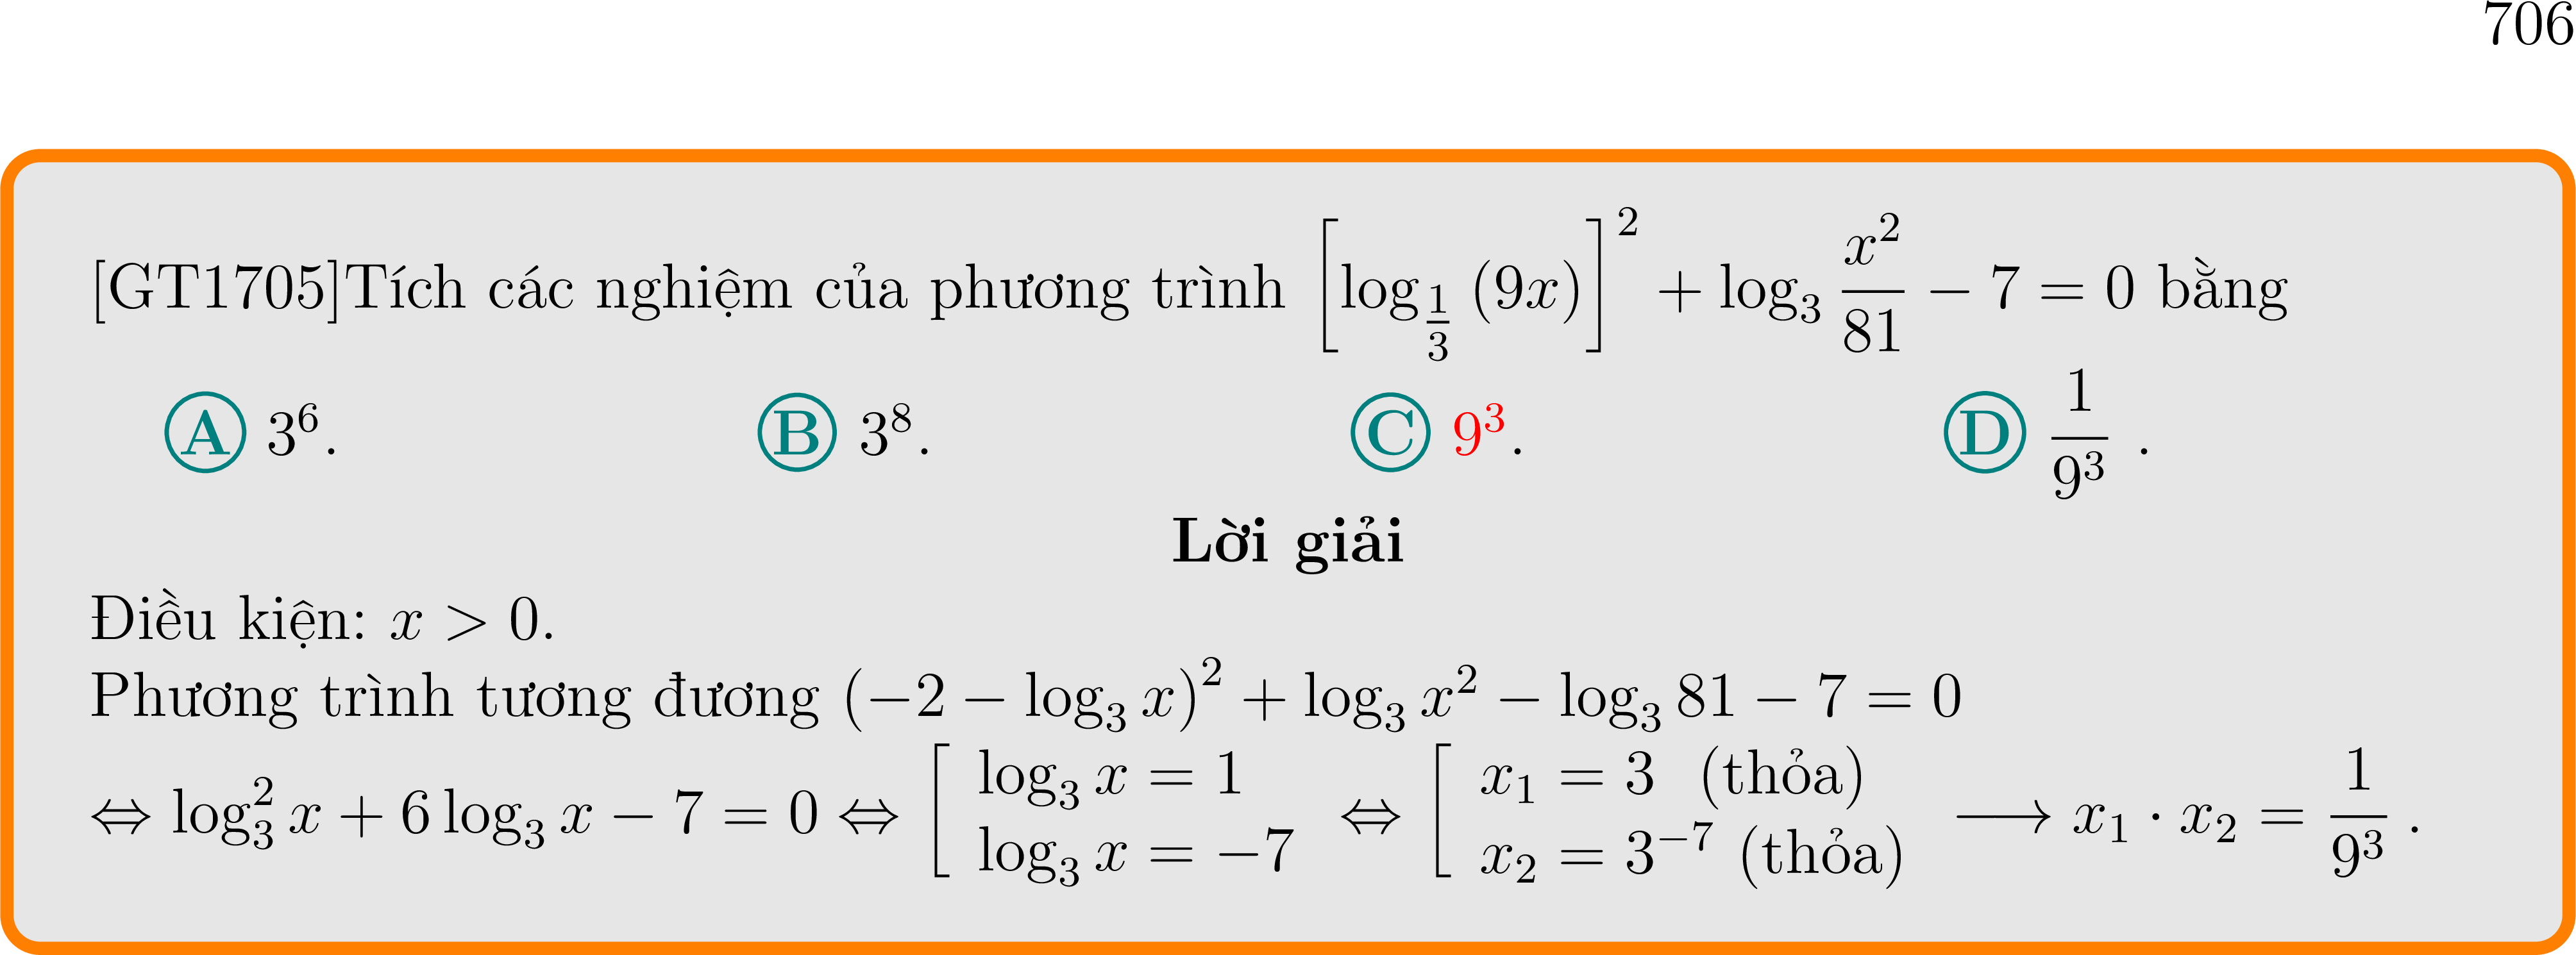 706
[GT1705]Tích các nghiệm của phương trình $\left[\log_{\frac{1}{3}}(9x)\right]^2 + \log_3 \frac{x^2}{81} - 7 = 0$ bằng
Ⓐ $3^6$. Ⓑ $3^8$. Ⓒ $9^3$. Ⓓ $\frac{1}{9^3}$ .
Lời giải
Điều kiện: $x > 0$.
Phương trình tương đương $(-2 - \log_3 x)^2 + \log_3 x^2 - \log_3 81 - 7 = 0$
$\Leftrightarrow \log_3^2 x + 6\log_3 x - 7 = 0 \Leftrightarrow \left[\begin{array}{l} \log_3 x = 1 \\ \log_3 x = -7 \end{array}\right. \Leftrightarrow \left[\begin{array}{l} x_1 = 3 \text{ (thỏa)} \\ x_2 = 3^{-7} \text{ (thỏa)} \end{array}\right. \longrightarrow x_1 \cdot x_2 = \frac{1}{9^3}$ .